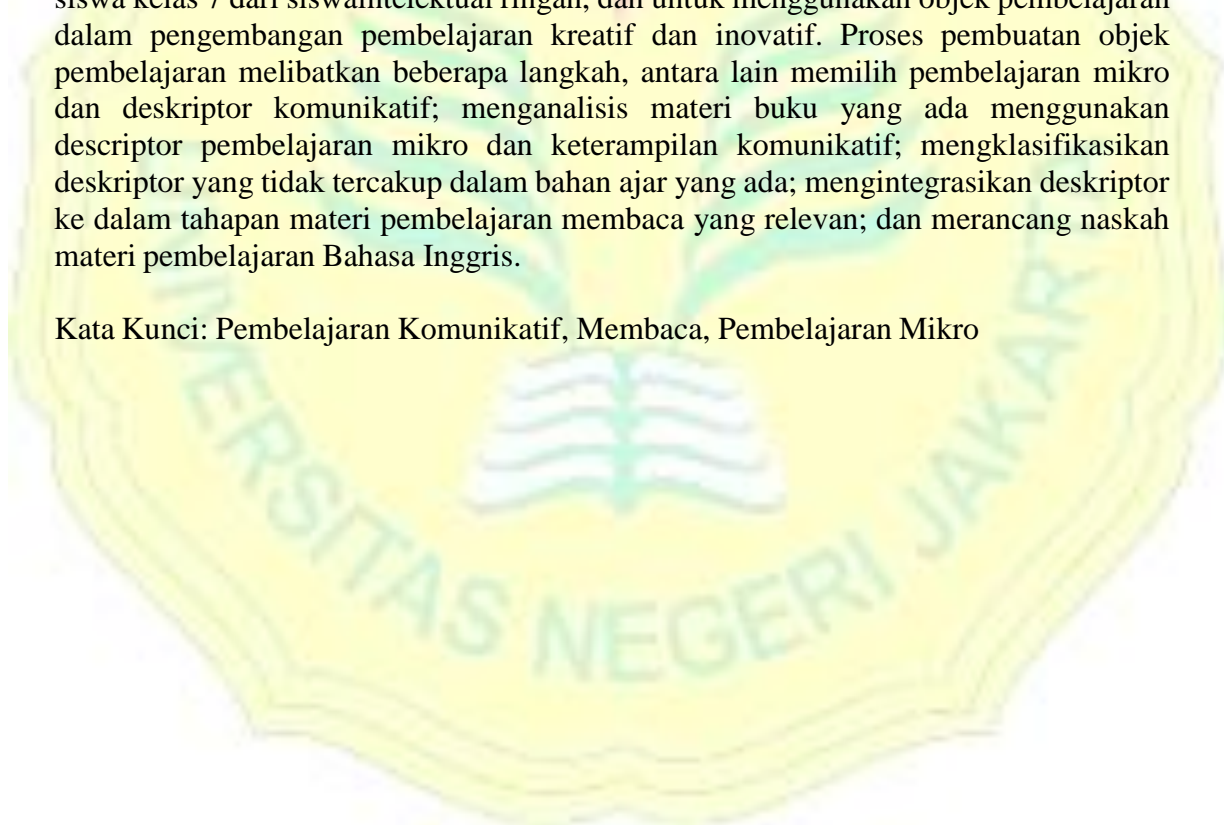 siswa kelas 7 dari siswaintelektual ringan, dan untuk menggunakan objek pembelajaran
dalam pengembangan pembelajaran kreatif dan inovatif. Proses pembuatan objek
pembelajaran melibatkan beberapa langkah, antara lain memilih pembelajaran mikro
dan deskriptor komunikatif; menganalisis materi buku yang ada menggunakan
descriptor pembelajaran mikro dan keterampilan komunikatif; mengklasifikasikan
deskriptor yang tidak tercakup dalam bahan ajar yang ada; mengintegrasikan deskriptor
ke dalam tahapan materi pembelajaran membaca yang relevan; dan merancang naskah
materi pembelajaran Bahasa Inggris.
Kata Kunci: Pembelajaran Komunikatif, Membaca, Pembelajaran Mikro
UNIVERSITAS NEGERI JAKARTA